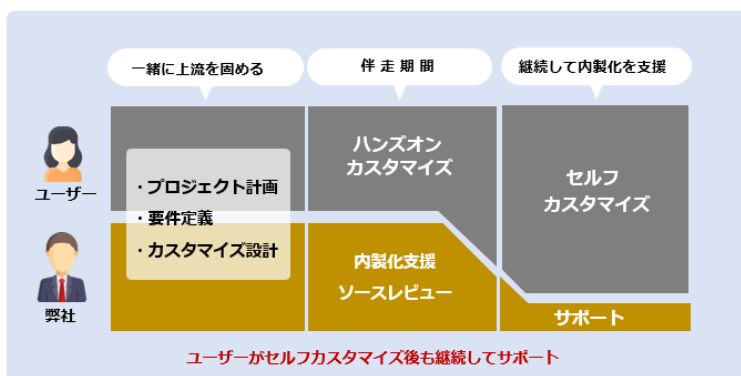 一緒に上流を固める
伴走期間
継続して内製化を支援
ユーザー
・プロジェクト計画
・要件定義
・カスタマイズ設計
ハンズオン
カスタマイズ
セルフ
カスタマイズ
弊社
内製化支援
ソースレビュー
サポート
ユーザーがセルフカスタマイズ後も継続してサポート